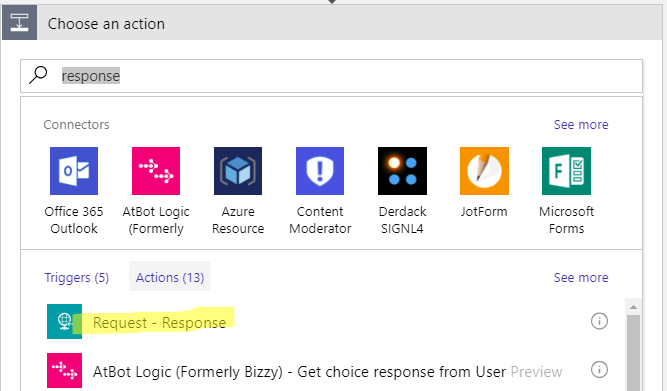 Choose an action
response
Connectors See more
Office 365 Outlook
AtBot Logic (Formerly
Azure Resource
Content Moderator
Derdack SIGNL4
JotForm
Microsoft Forms
Triggers (5) Actions (13) See more
Request - Response
AtBot Logic (Formerly Bizzy) - Get choice response from User Preview